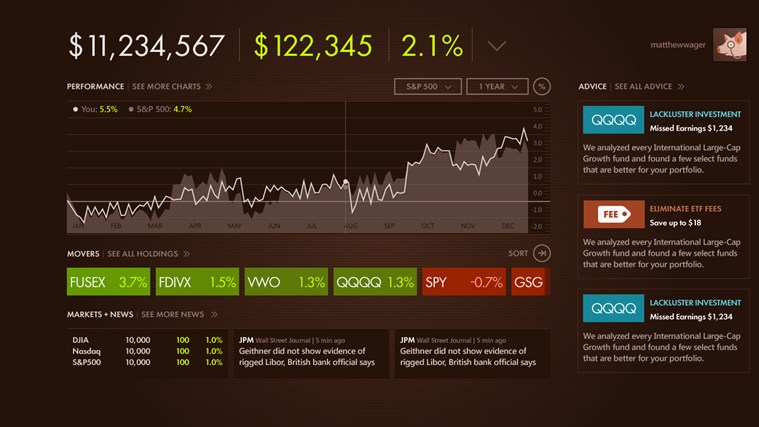 $11,234,567 $122,345 2.1%
matthewwager
PERFORMANCE | SEE MORE CHARTS
S&P 500
1 YEAR
%
You: 5.5% S&P 500: 4.7%
5.0
4.0
3.0
2.0
1.0
0.0
-1.0
-2.0
JAN FEB MAR APR MAY JUN JUL AUG SEP OCT NOV DEC
MOVERS | SEE ALL HOLDINGS
SORT
FUSEX 3.7%
FDIVX 1.5%
VWO 1.3%
QQQQ 1.3%
SPY -0.7%
GSG
MARKETS + NEWS | SEE MORE NEWS
DJIA 10,000 100 1.0%
Nasdaq 10,000 100 1.0%
S&P500 10,000 100 1.0%
JPM Wall Street Journal | 5 min ago
Geithner did not show evidence of
rigged Libor, British bank official says
JPM Wall Street Journal | 5 min ago
Geithner did not show evidence of
rigged Libor, British bank official says
ADVICE | SEE ALL ADVICE
QQQQ
LACKLUSTER INVESTMENT
Missed Earnings $1,234
We analyzed every International Large-Cap
Growth fund and found a few select funds
that are better for your portfolio.
FEE
ELIMINATE ETF FEES
Save up to $18
We analyzed every International Large-Cap
Growth fund and found a few select funds
that are better for your portfolio.
QQQQ
LACKLUSTER INVESTMENT
Missed Earnings $1,234
We analyzed every International Large-Cap
Growth fund and found a few select funds
that are better for your portfolio.